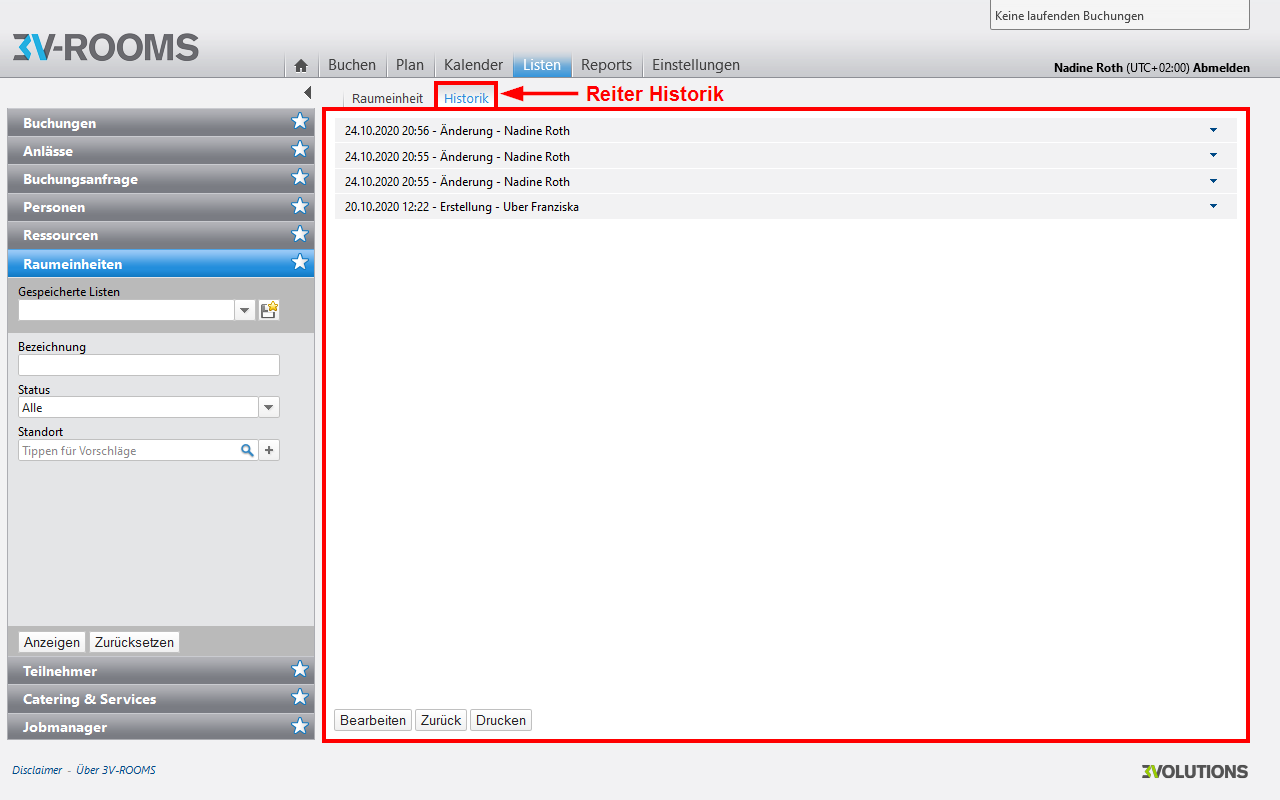 Keine laufenden Buchungen
3V-ROOMS
Buchen Plan Kalender Listen Reports Einstellungen
Nadine Roth (UTC+02:00) Abmelden
Raumeinheit Historik Reiter Historik
Buchungen
Anlässe
Buchungsanfrage
Personen
Ressourcen
Raumeinheiten
Gespeicherte Listen
Bezeichnung
Status
Alle
Standort
Tippen für Vorschläge
Anzeigen Zurücksetzen
Teilnehmer
Catering & Services
Jobmanager
24.10.2020 20:56 - Änderung - Nadine Roth
24.10.2020 20:55 - Änderung - Nadine Roth
24.10.2020 20:55 - Änderung - Nadine Roth
20.10.2020 12:22 - Erstellung - Uber Franziska
Bearbeiten Zurück Drucken
Disclaimer - Über 3V-ROOMS
3VOLUTIONS